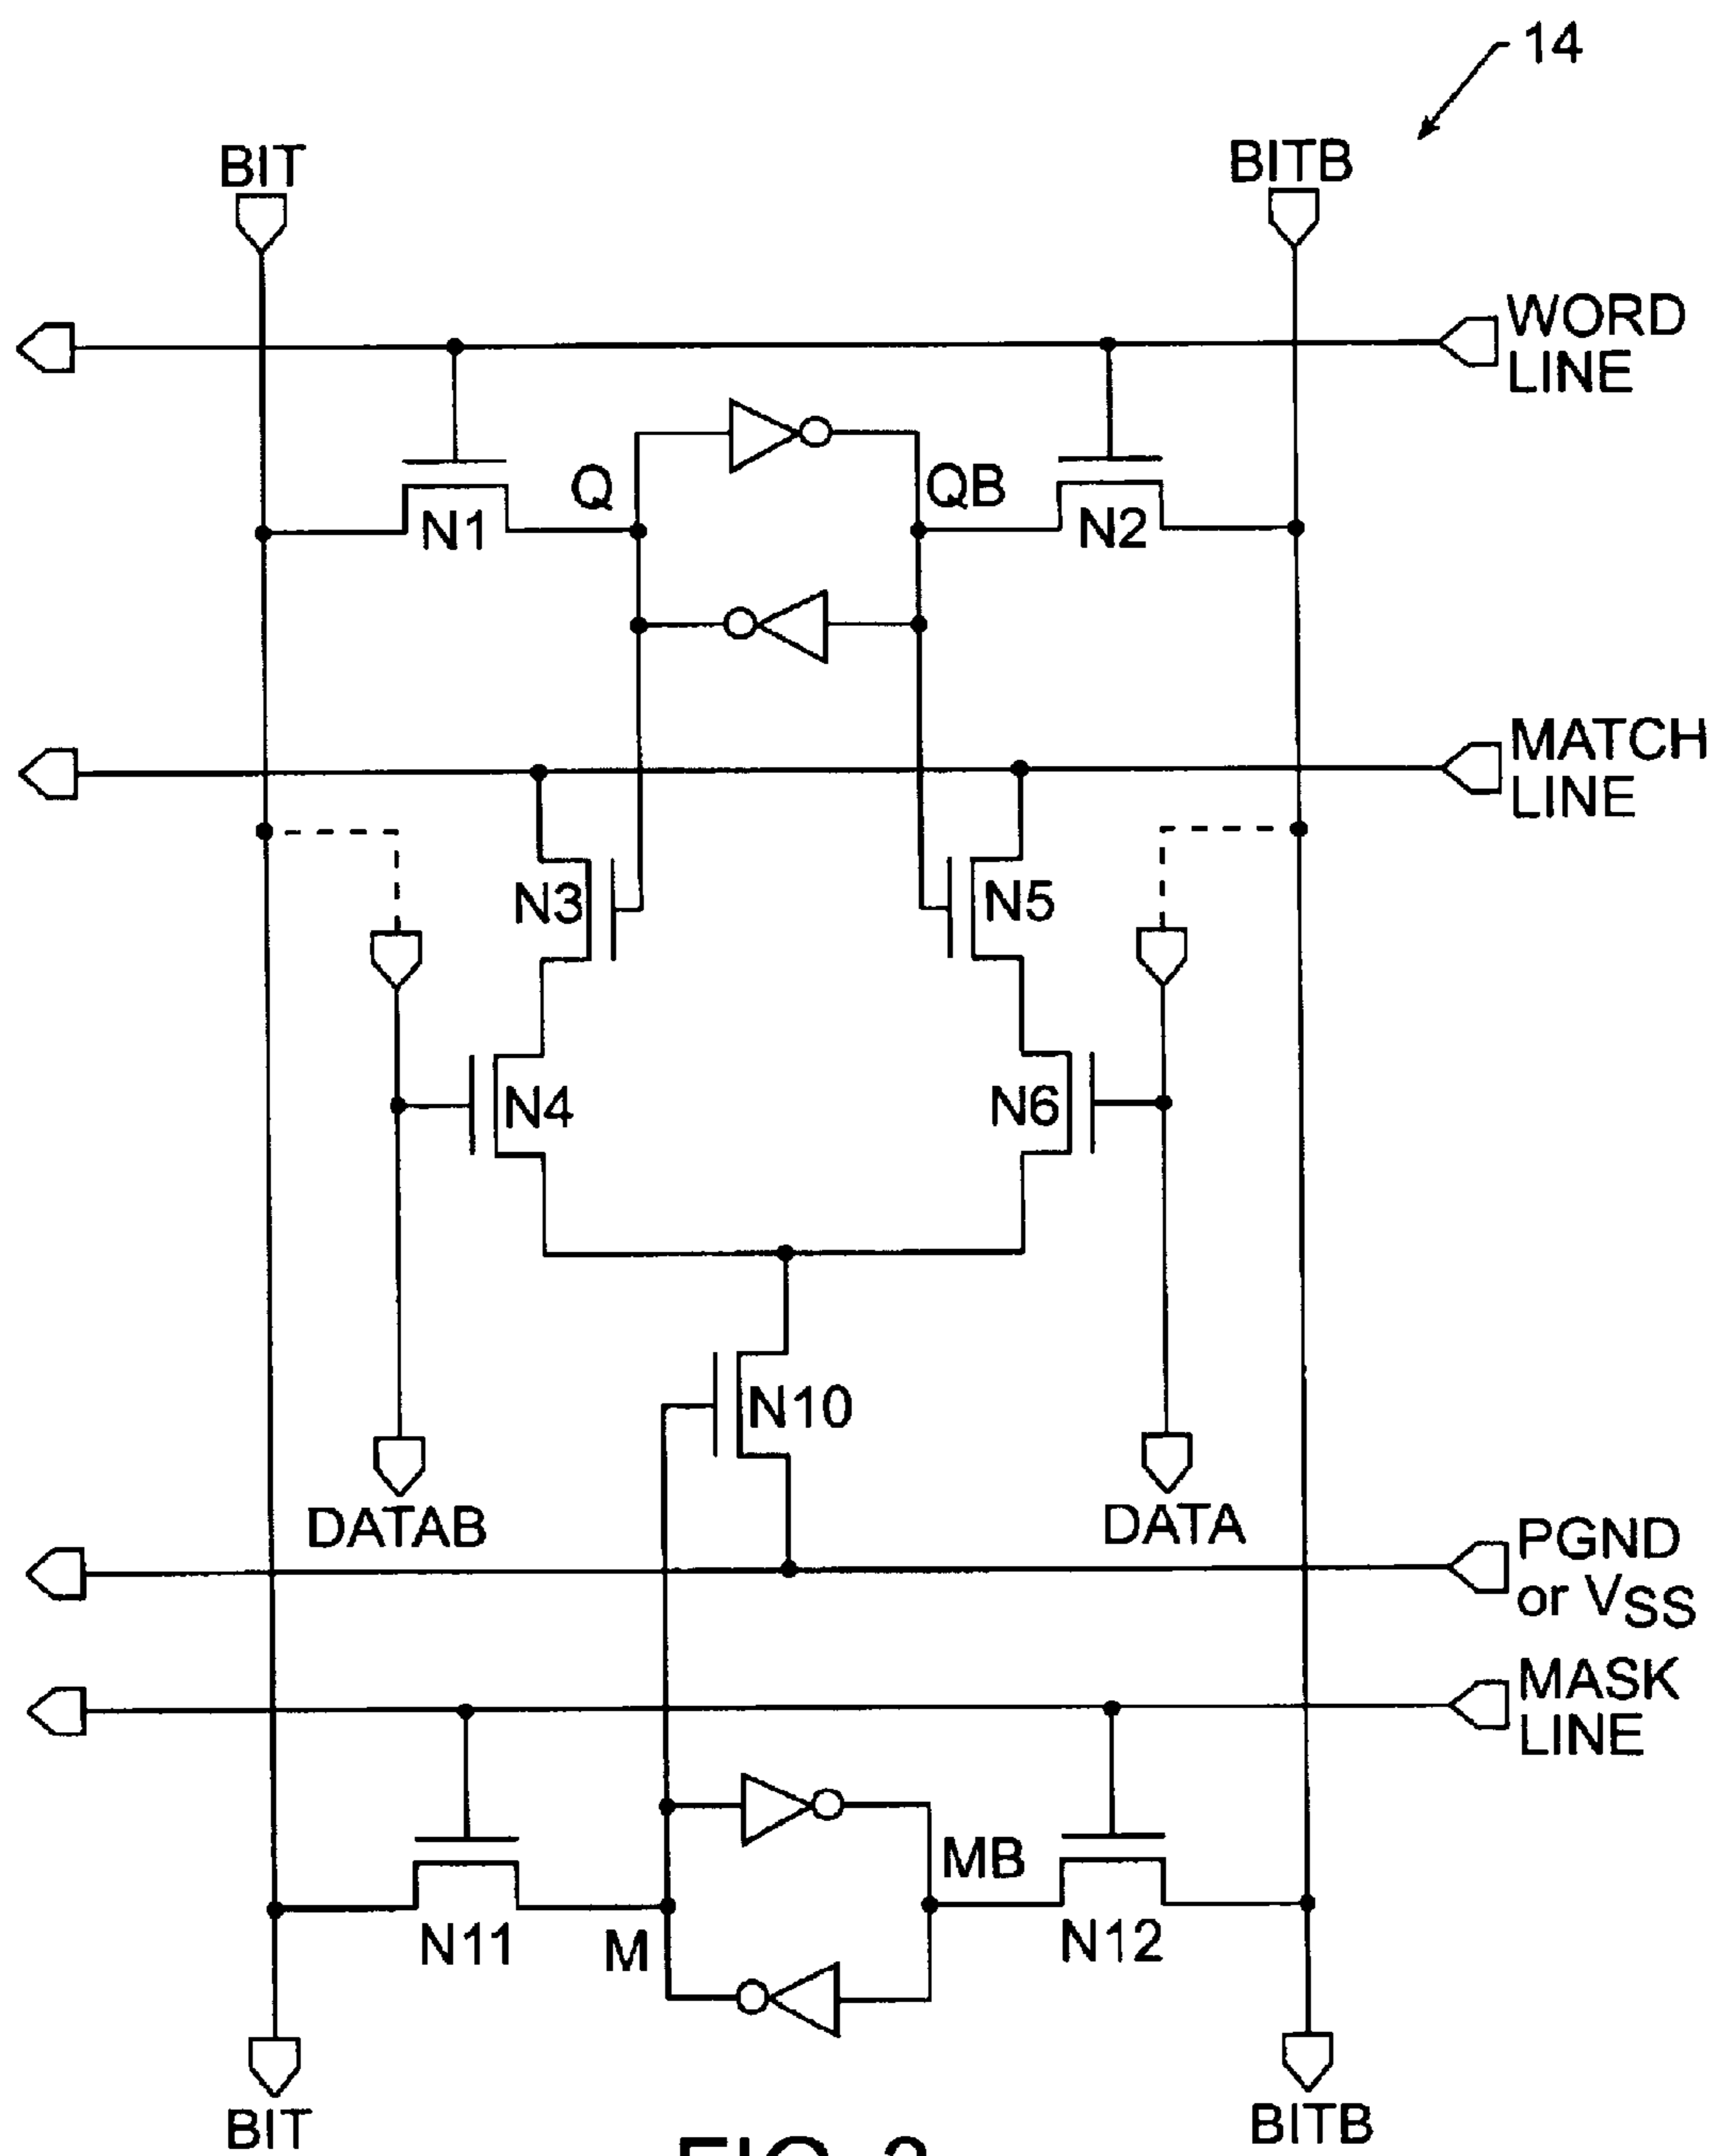 14
BIT
BITB
WORD
LINE
Q
QB
N1
N2
MATCH
LINE
N3
N5
N4
N6
N10
DATAB
DATA
PGND
or VSS
MASK
LINE
MB
N11
M
N12
BIT
BITB